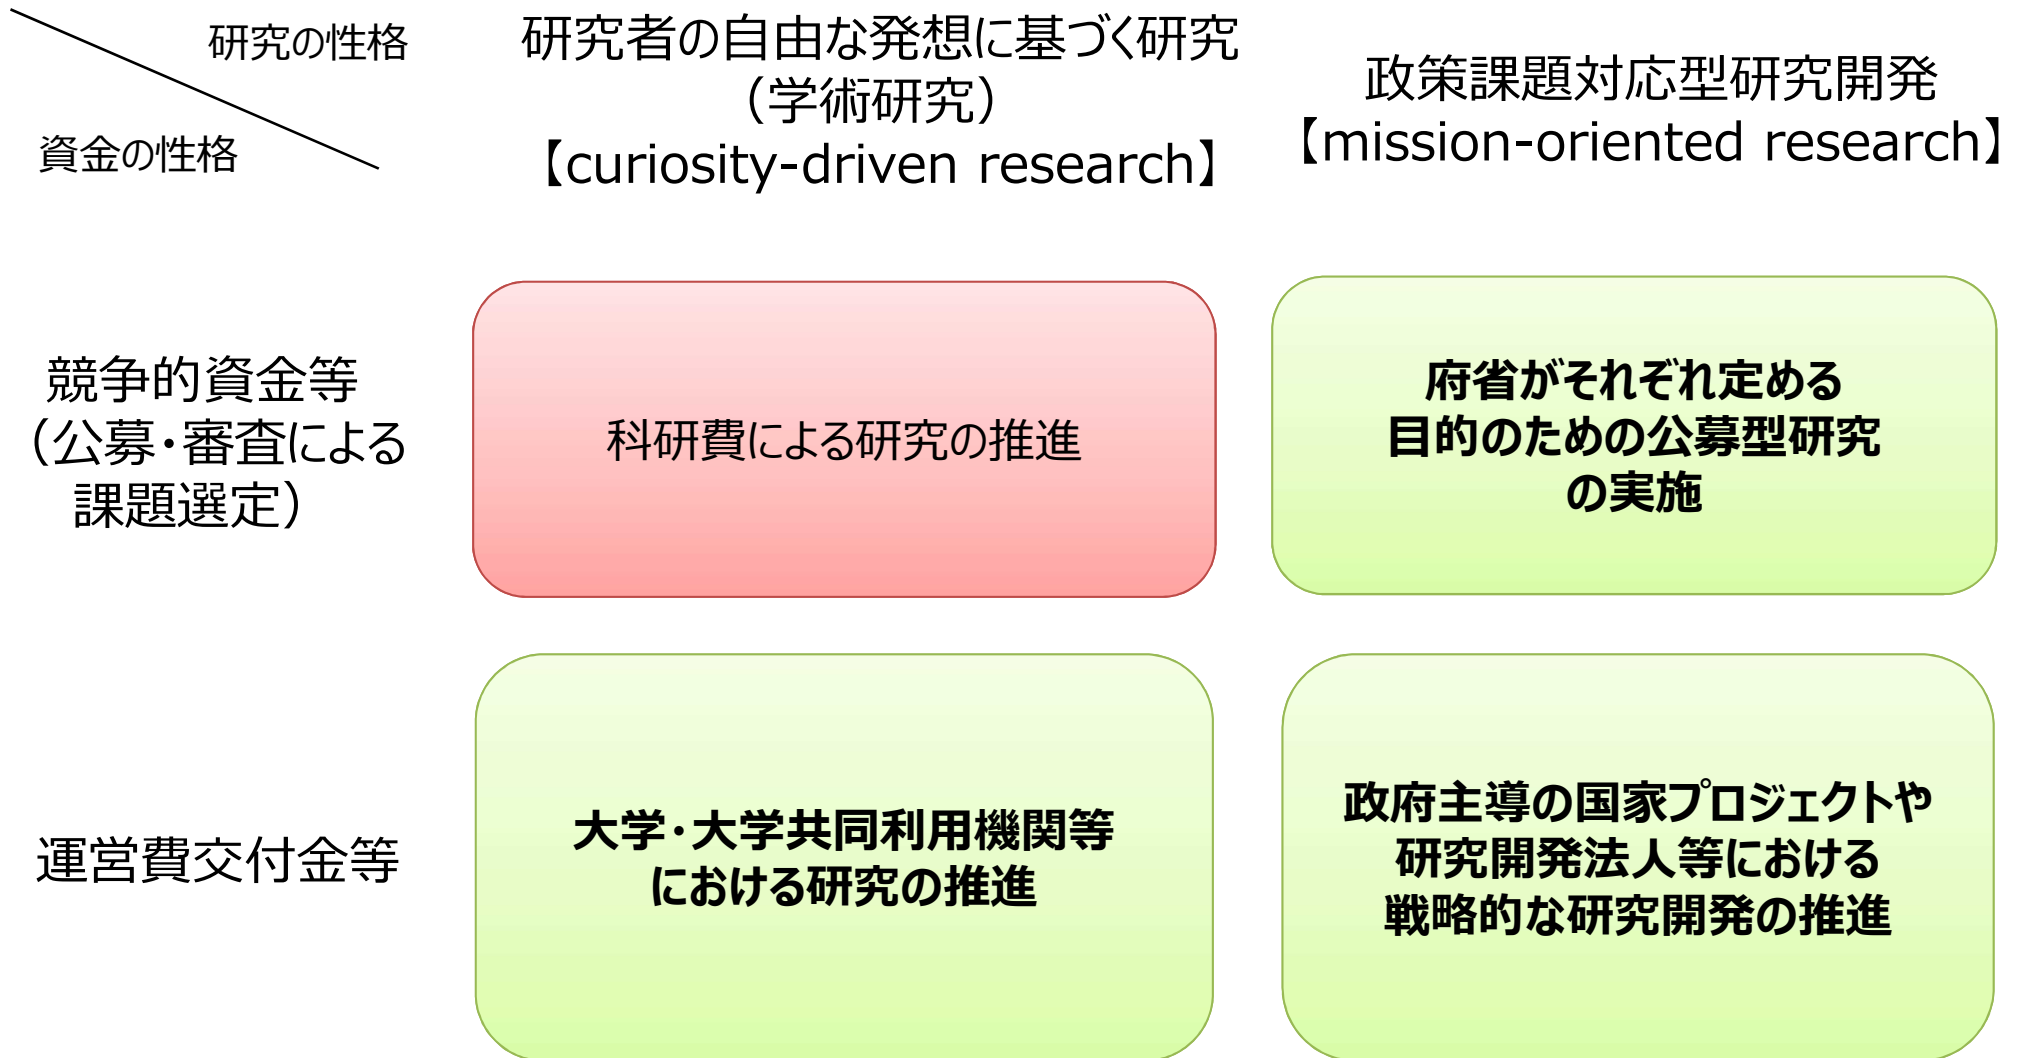 研究の性格
資金の性格
研究者の自由な発想に基づく研究
（学術研究）
【curiosity-driven research】
政策課題対応型研究開発
【mission-oriented research】
競争的資金等
（公募・審査による
課題選定）
科研費による研究の推進
府省がそれぞれ定める
目的のための公募型研究
の実施
運営費交付金等
大学・大学共同利用機関等
における研究の推進
政府主導の国家プロジェクトや
研究開発法人等における
戦略的な研究開発の推進